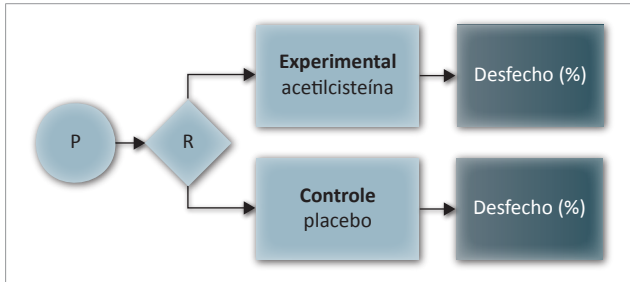 P
R
Experimental
acetilcisteína
Desfecho (%)
Controle
placebo
Desfecho (%)